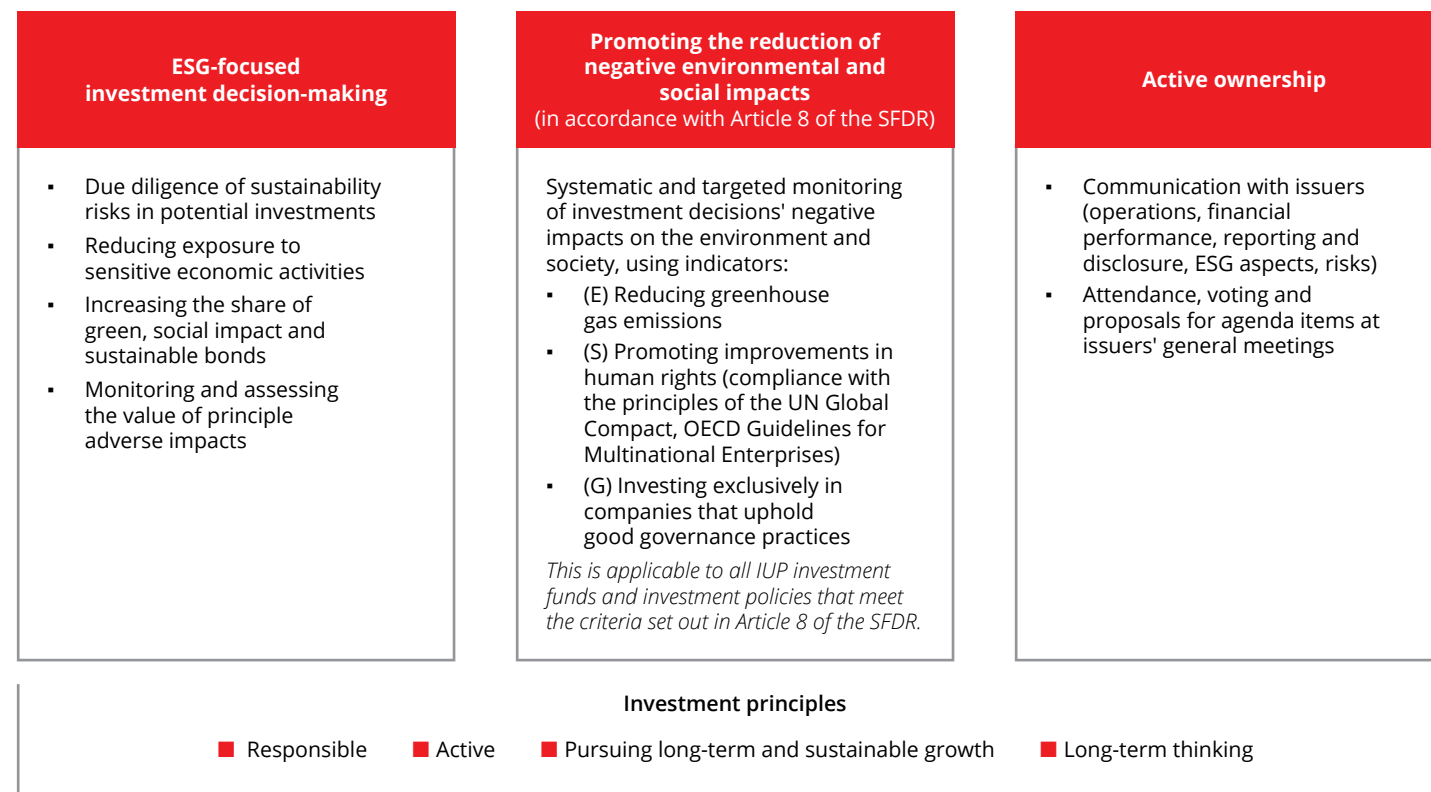 ESG-focused
investment decision-making
▪ Due diligence of sustainability
risks in potential investments
▪ Reducing exposure to
sensitive economic activities
▪ Increasing the share of
green, social impact and
sustainable bonds
▪ Monitoring and assessing
the value of principle
adverse impacts
Promoting the reduction of
negative environmental and
social impacts
(in accordance with Article 8 of the SFDR)
Systematic and targeted monitoring
of investment decisions' negative
impacts on the environment and
society, using indicators:
▪ (E) Reducing greenhouse
gas emissions
▪ (S) Promoting improvements in
human rights (compliance with
the principles of the UN Global
Compact, OECD Guidelines for
Multinational Enterprises)
▪ (G) Investing exclusively in
companies that uphold
good governance practices
This is applicable to all IUP investment
funds and investment policies that meet
the criteria set out in Article 8 of the SFDR.
Active ownership
▪ Communication with issuers
(operations, financial
performance, reporting and
disclosure, ESG aspects, risks)
▪ Attendance, voting and
proposals for agenda items at
issuers' general meetings
Investment principles
■ Responsible ■ Active ■ Pursuing long-term and sustainable growth ■ Long-term thinking